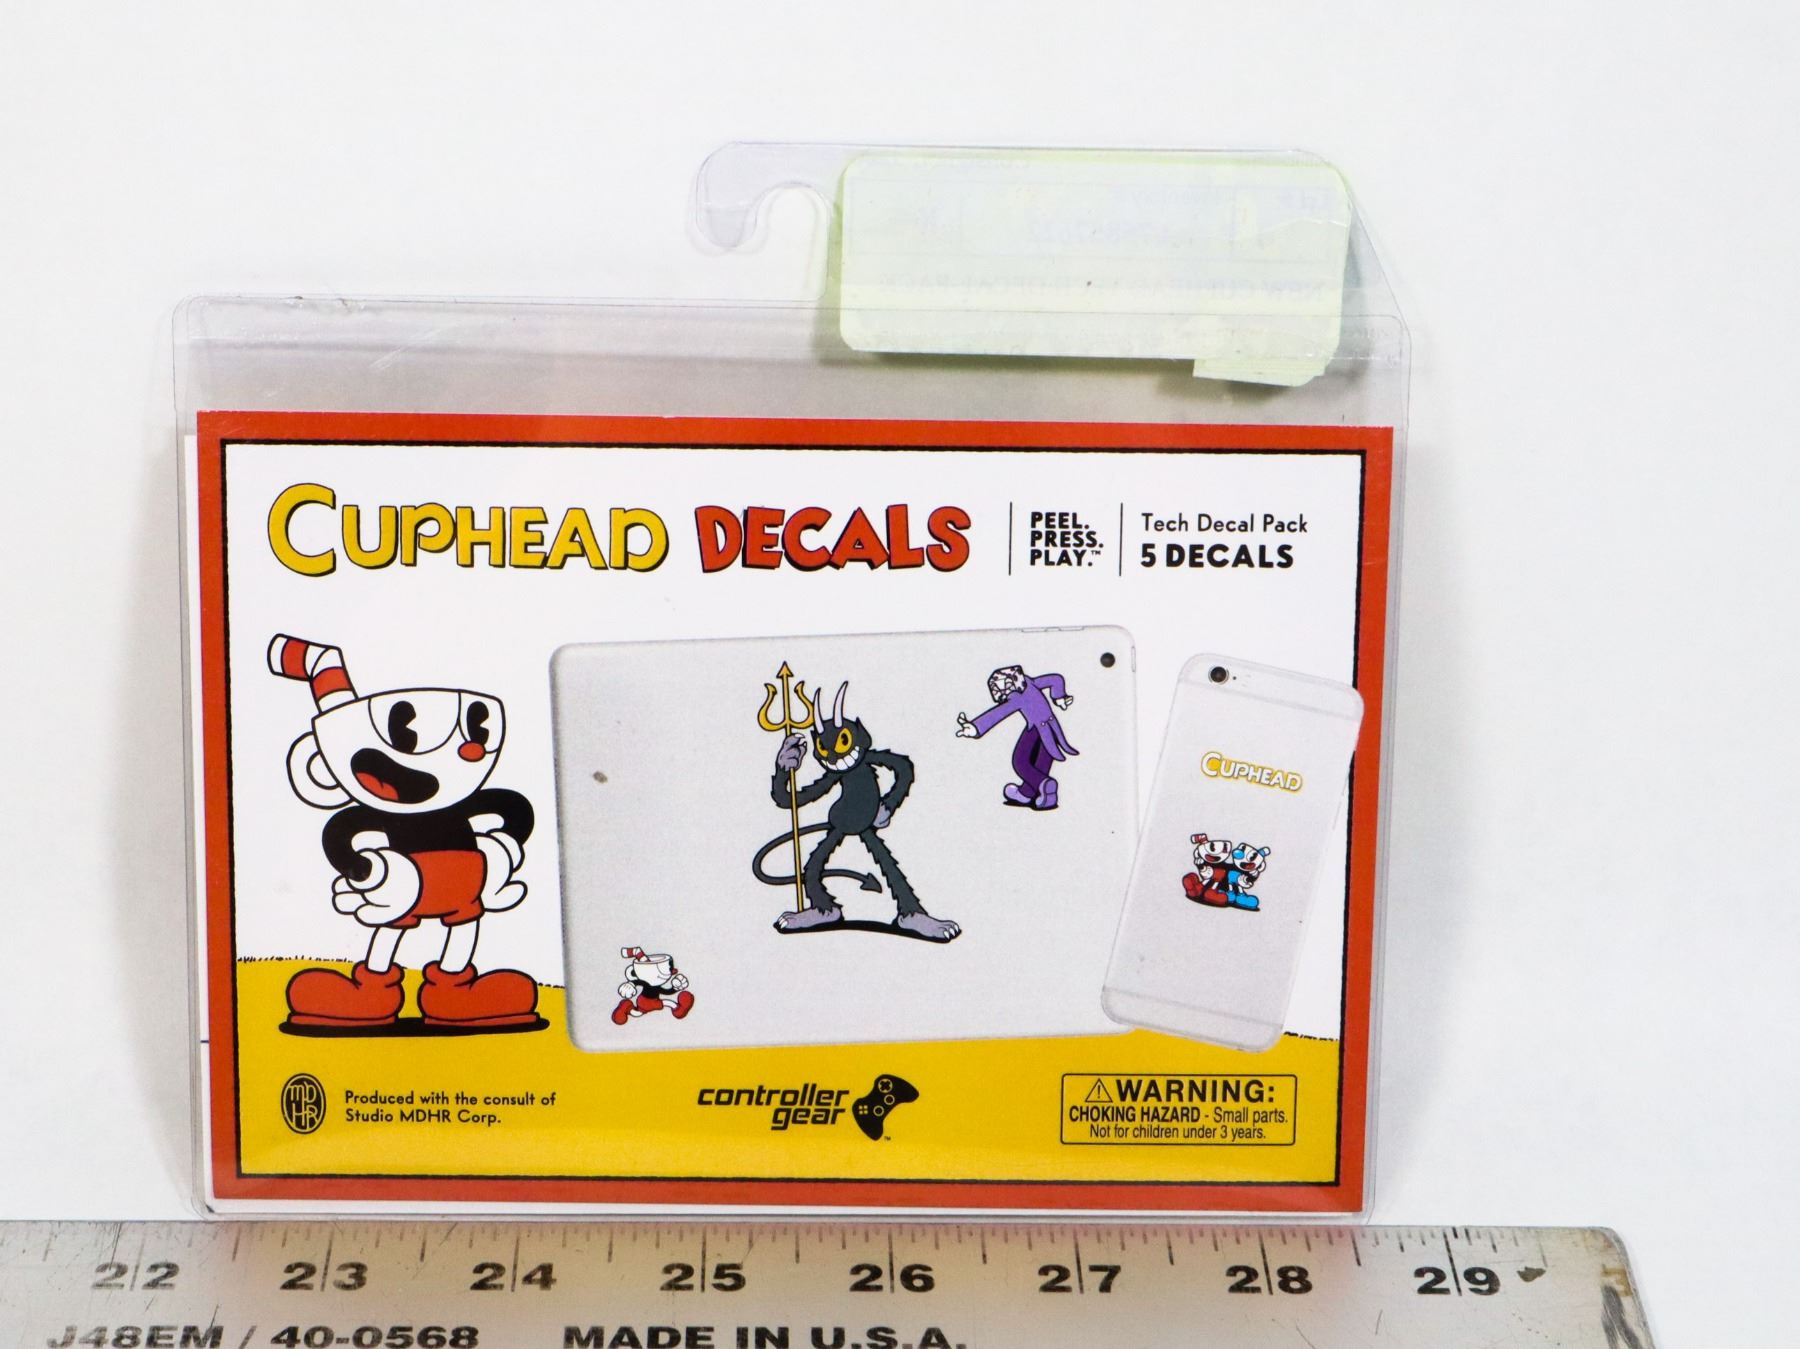 CUPHEAD DECALS
PEEL.
PRESS.
PLAY.™
Tech Decal Pack
5 DECALS
CUPHEAD
MDHR
Produced with the consult of
Studio MDHR Corp.
controller
gear™
⚠WARNING:
CHOKING HAZARD - Small parts.
Not for children under 3 years.
22 23 24 25 26 27 28 29
J48EM / 40-0568 MADE IN U.S.A.